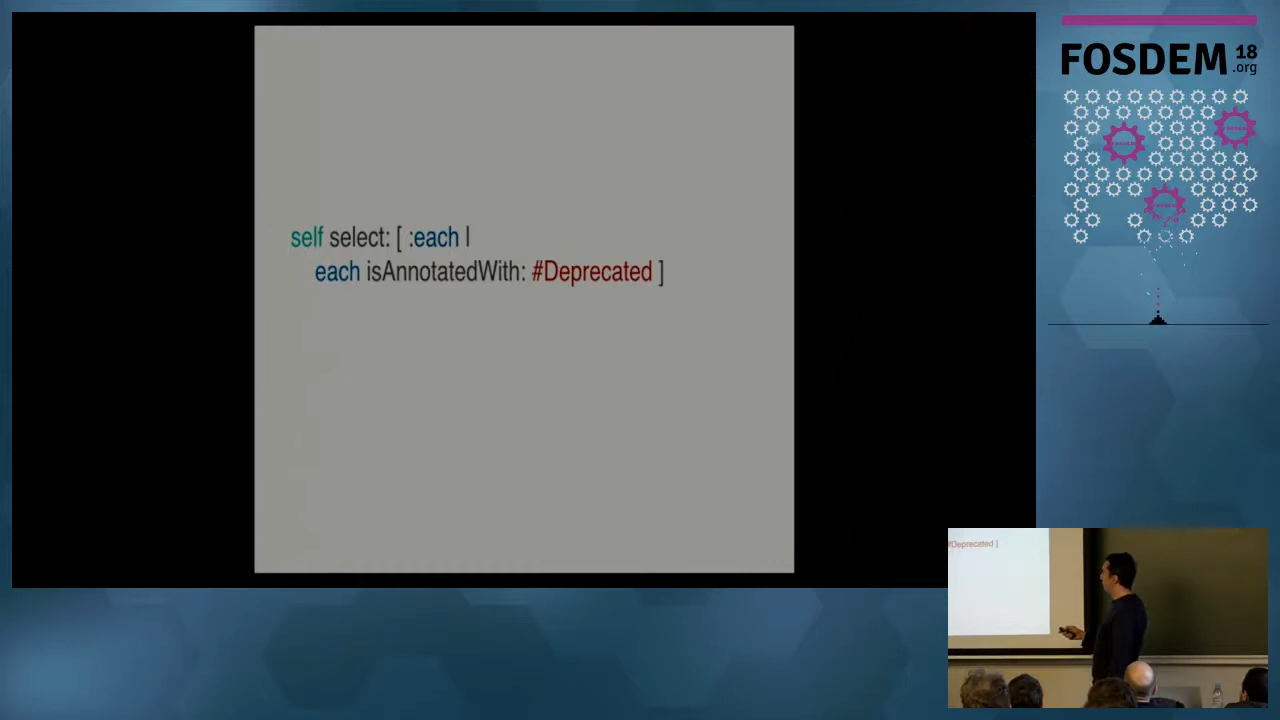 self select: [ :each |
each isAnnotatedWith: #Deprecated ]
FOSDEM 18
.org
#Deprecated ]